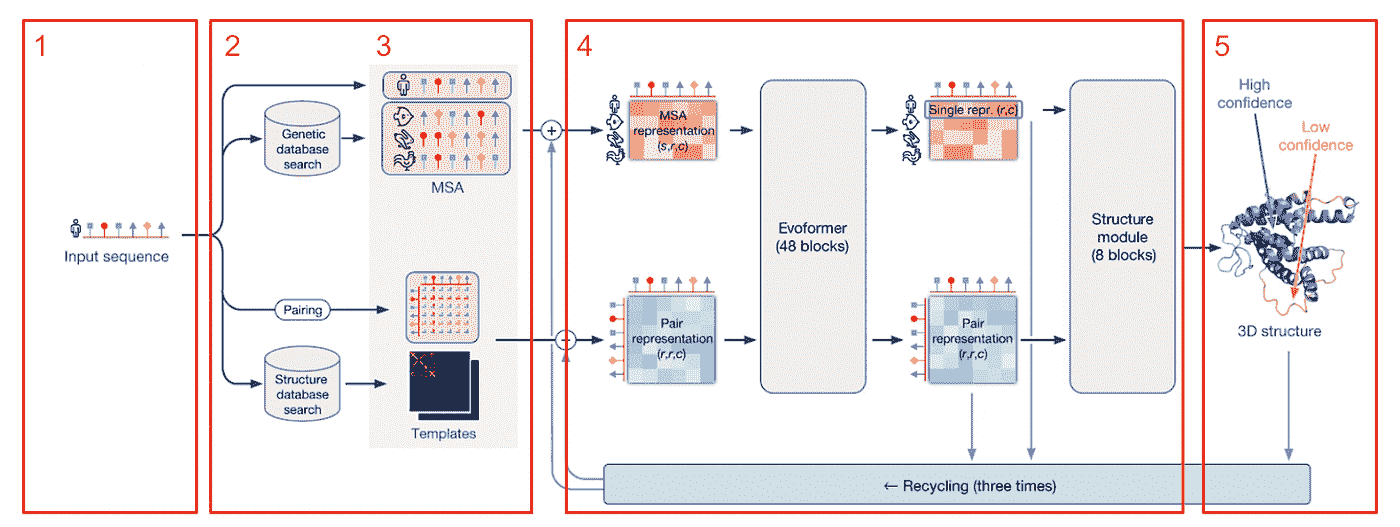 1
2
3
4
5
Input sequence
Genetic
database
search
MSA
Pairing
Structure
database
search
Templates
+
MSA
representation
(s,r,c)
Pair
representation
(r,r,c)
Evoformer
(48 blocks)
Single repr. (r,c)
Pair
representation
(r,r,c)
Structure
module
(8 blocks)
High
confidence
Low
confidence
3D structure
← Recycling (three times)